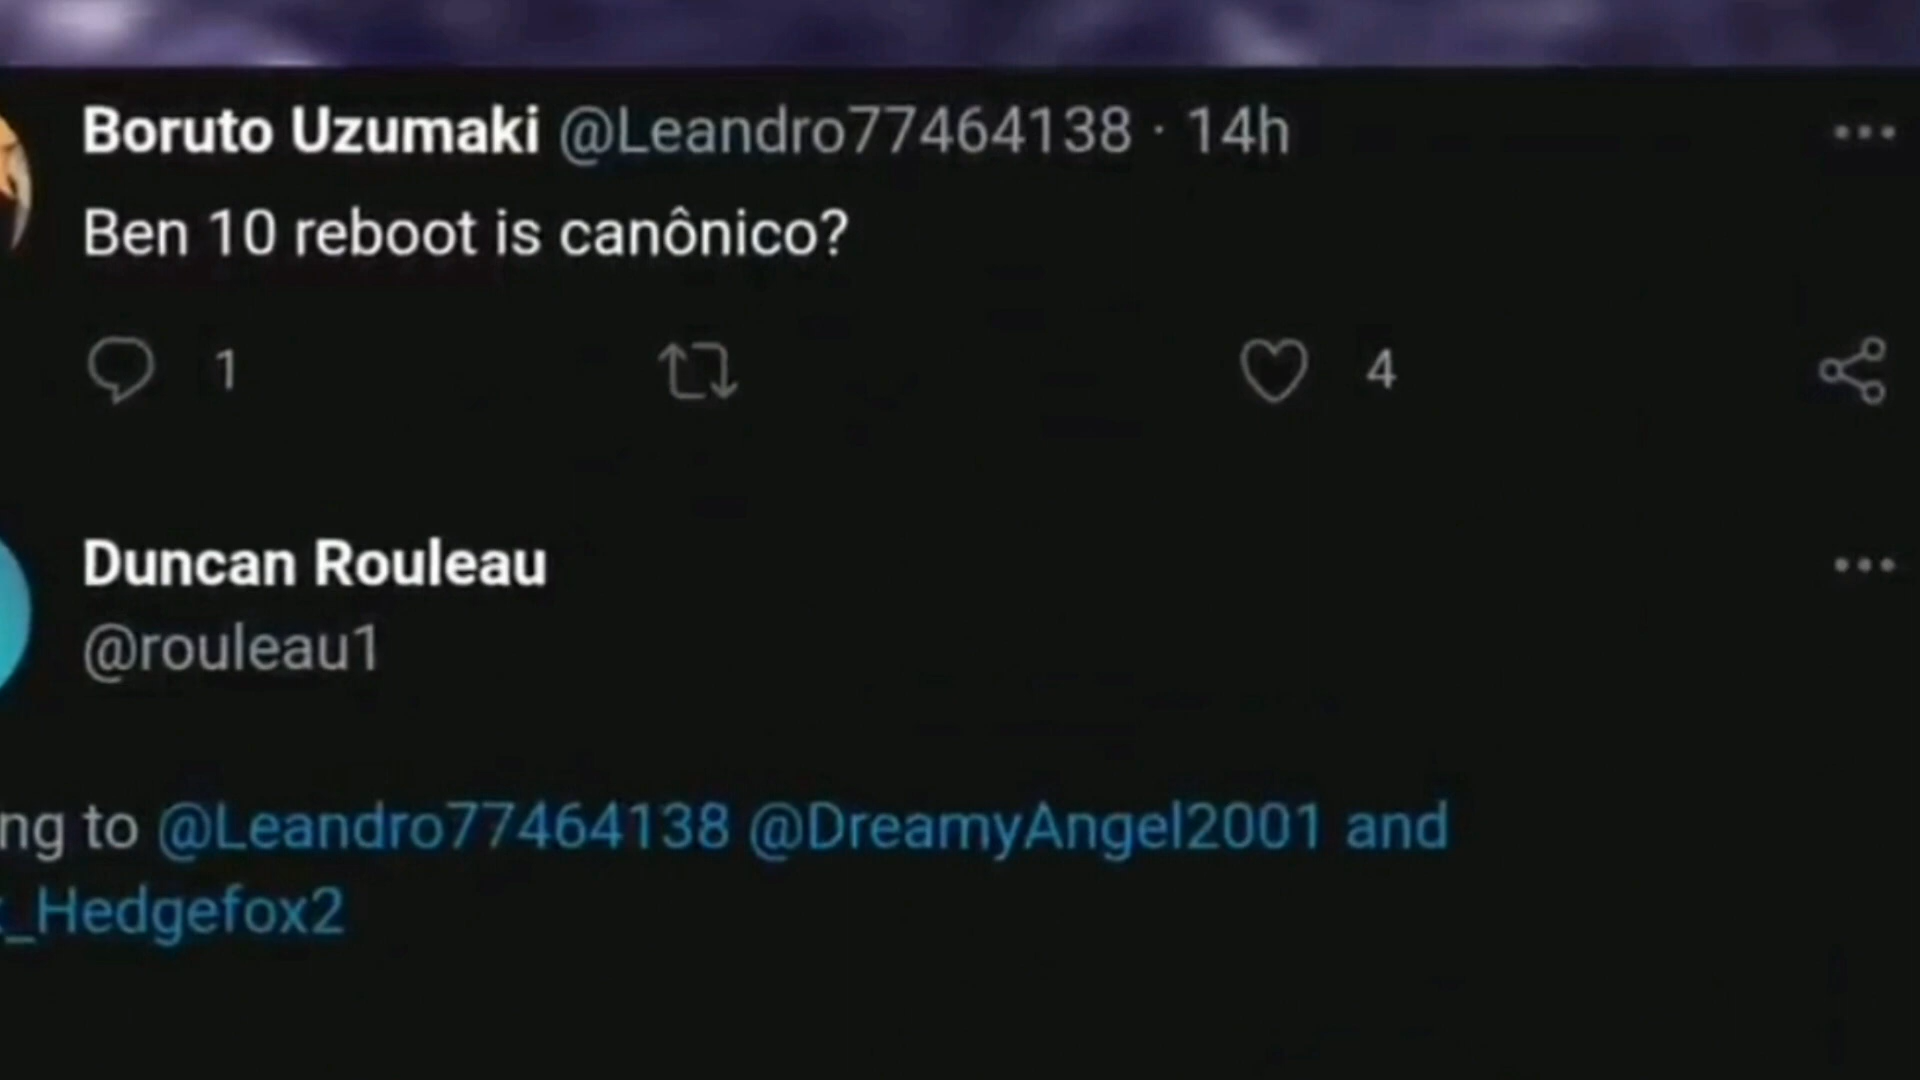 Boruto Uzumaki @Leandro77464138 · 14h
Ben 10 reboot is canônico?
1 4
Duncan Rouleau
@rouleau1
ng to @Leandro77464138 @DreamyAngel2001 and
_Hedgefox2